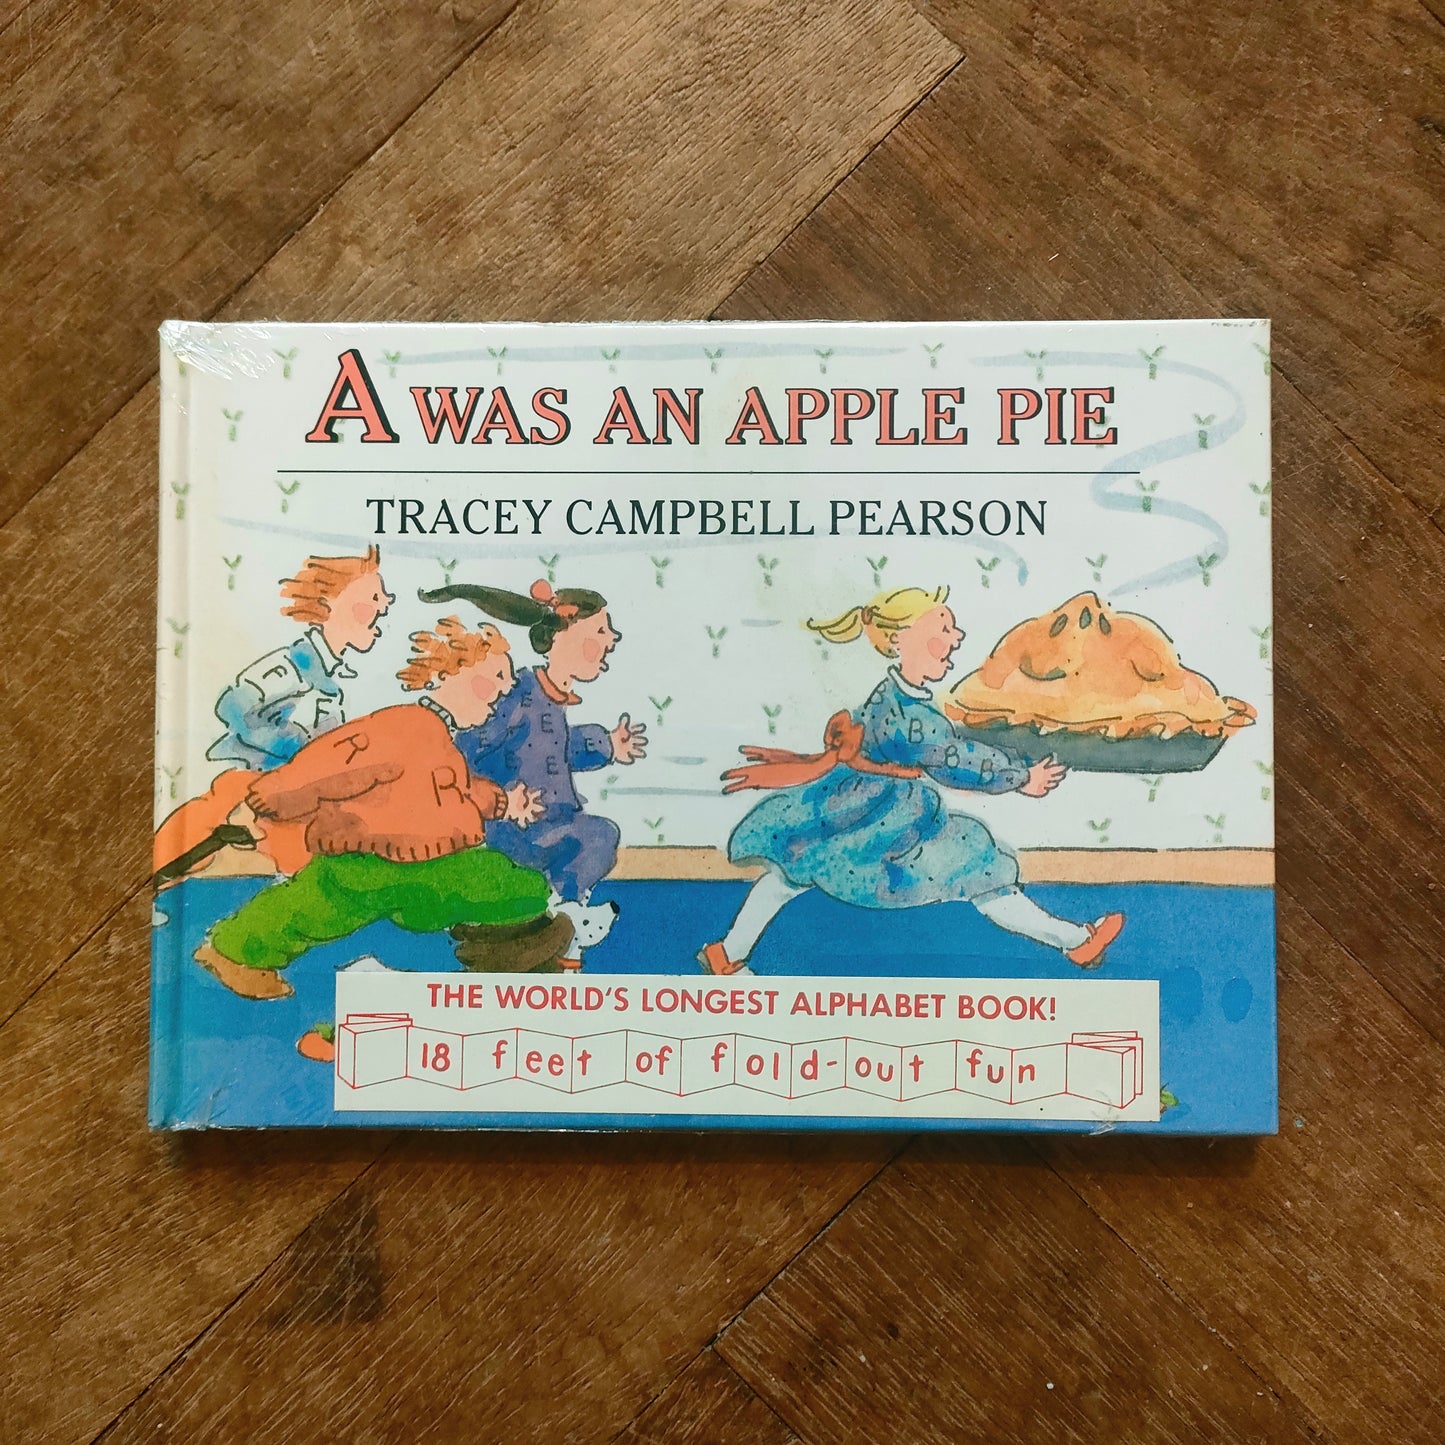 A WAS AN APPLE PIE
TRACEY CAMPBELL PEARSON
F
F
R
R
E
E
E
E
E
E
B
B
B
B
THE WORLD'S LONGEST ALPHABET BOOK!
18 feet of fold-out fun